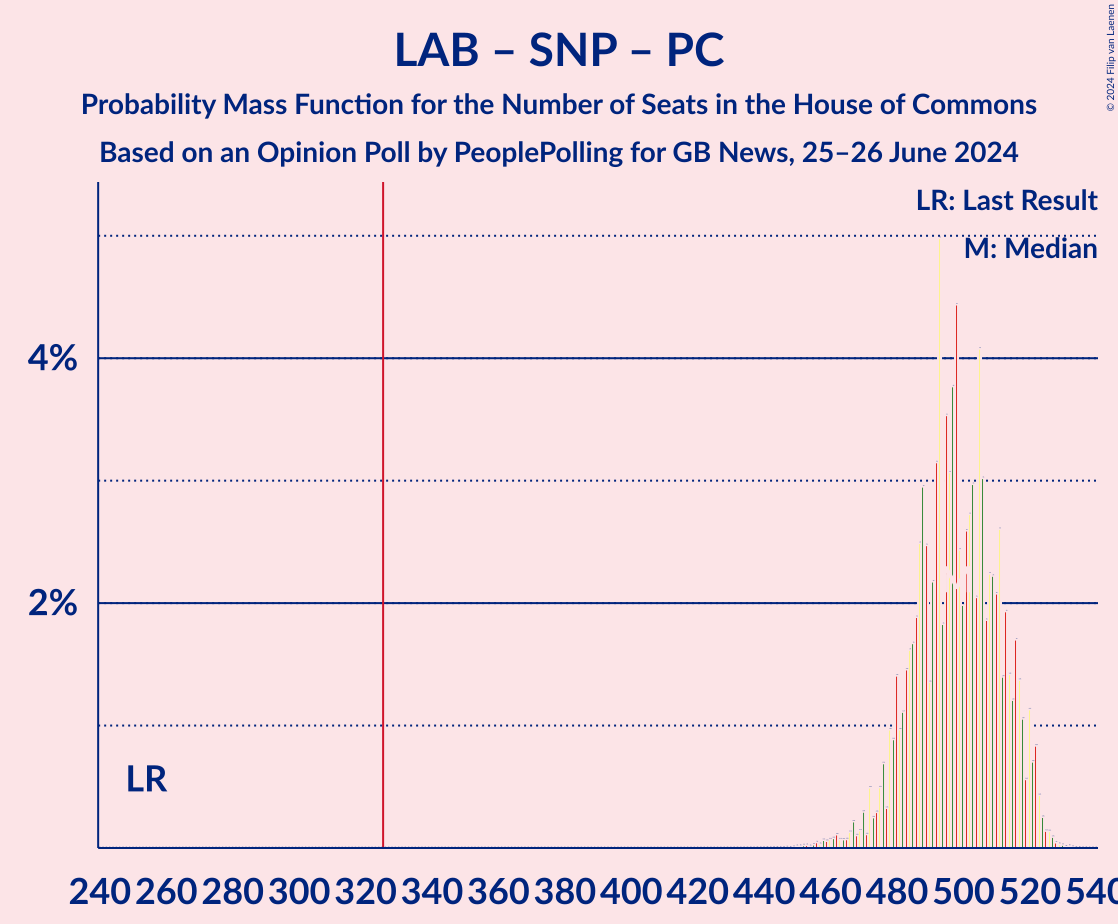 LAB – SNP – PC
Probability Mass Function for the Number of Seats in the House of Commons
Based on an Opinion Poll by PeoplePolling for GB News, 25–26 June 2024
© 2024 Filip van Laenen
LR: Last Result
M: Median
4%
2%
LR
240 260 280 300 320 340 360 380 400 420 440 460 480 500 520 540